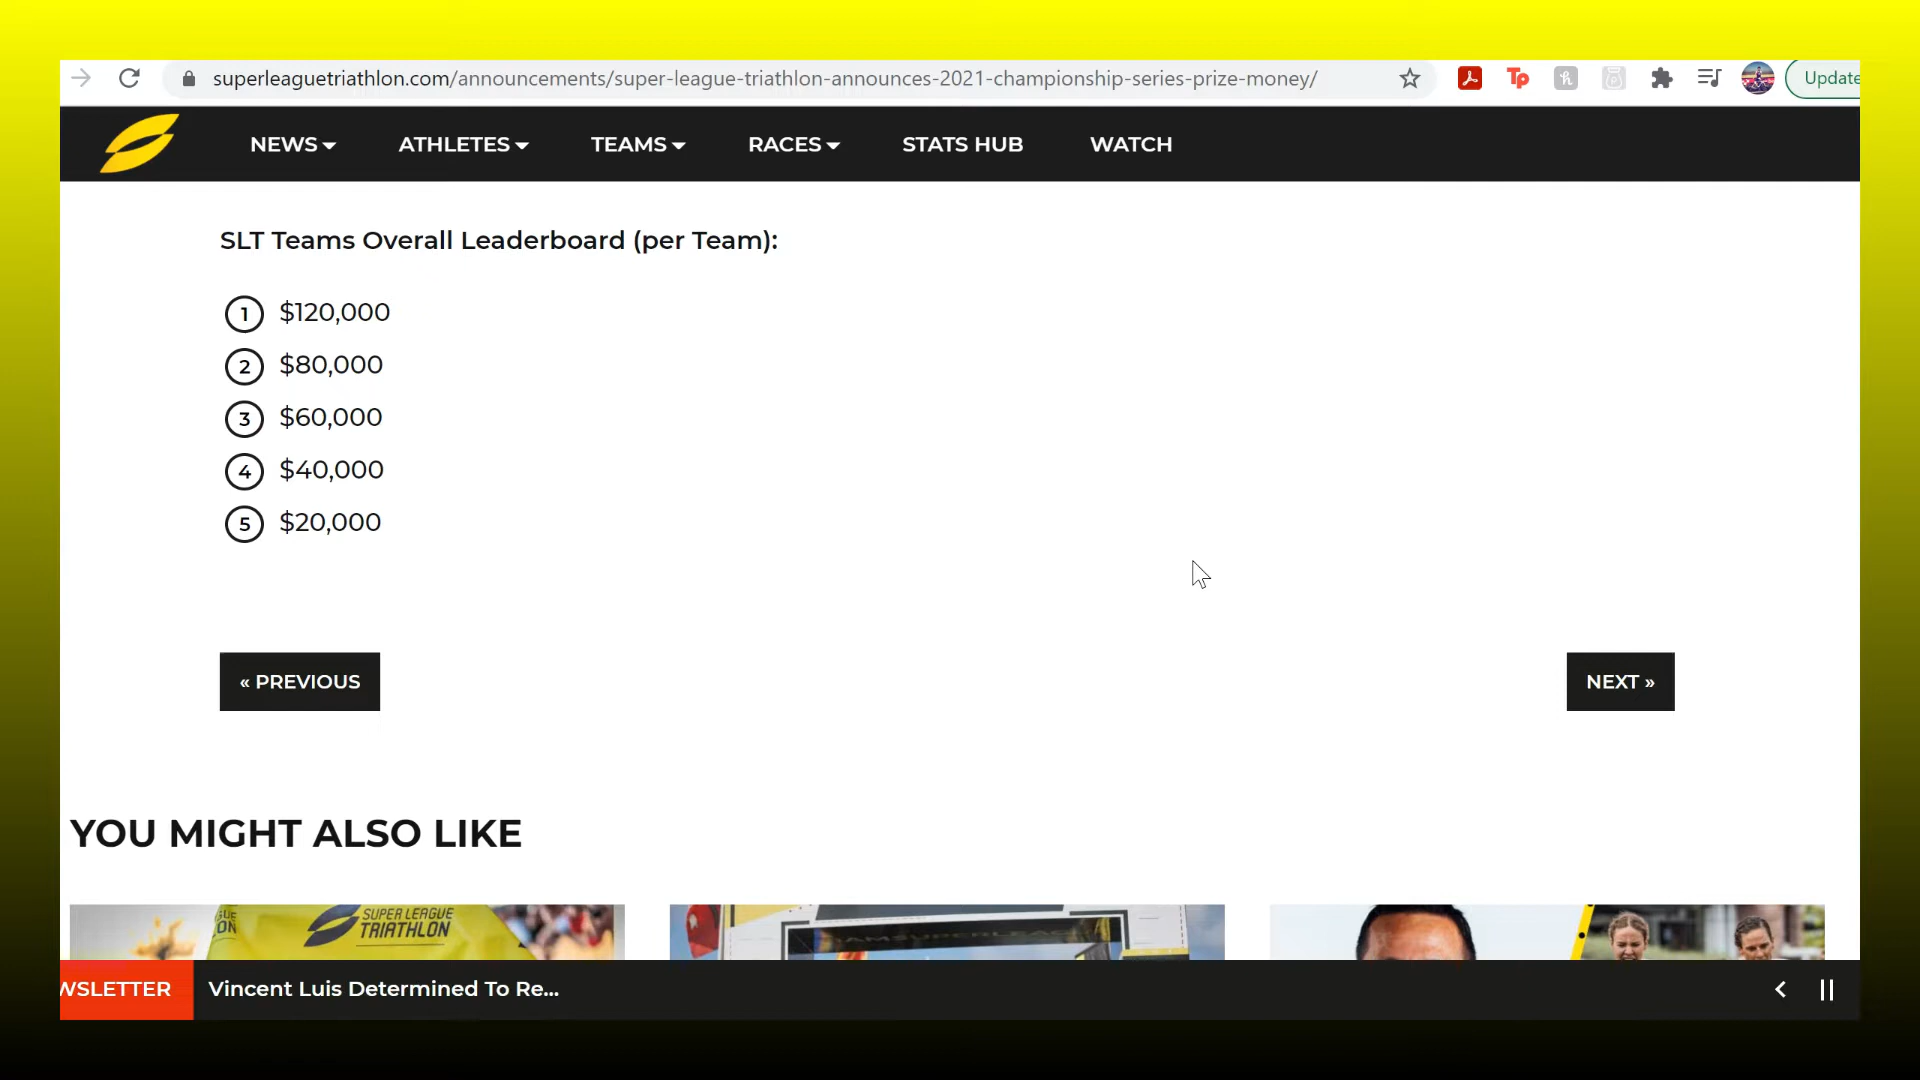 superleaguetriathlon.com/announcements/super-league-triathlon-announces-2021-championship-series-prize-money/
Update
NEWS ATHLETES TEAMS RACES STATS HUB WATCH
SLT Teams Overall Leaderboard (per Team):
1 $120,000
2 $80,000
3 $60,000
4 $40,000
5 $20,000
« PREVIOUS
NEXT »
YOU MIGHT ALSO LIKE
SUPER LEAGUE
TRIATHLON
WSLETTER Vincent Luis Determined To Re...